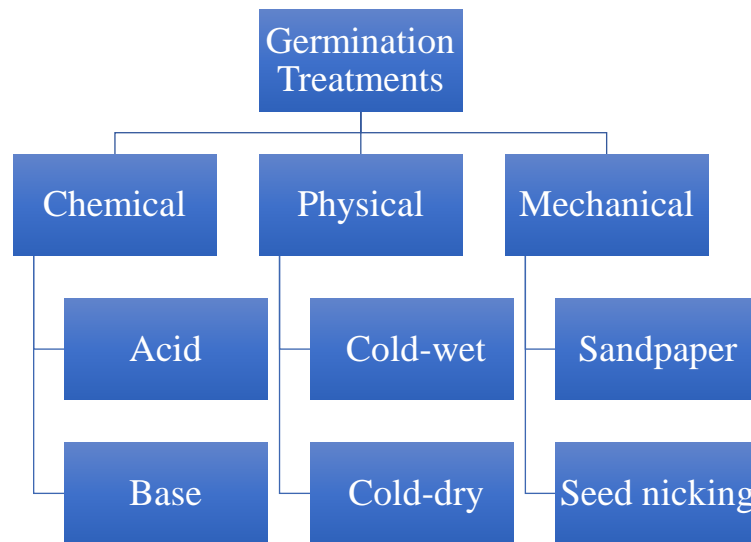 Germination
Treatments
Chemical
Physical
Mechanical
Acid
Cold-wet
Sandpaper
Base
Cold-dry
Seed nicking